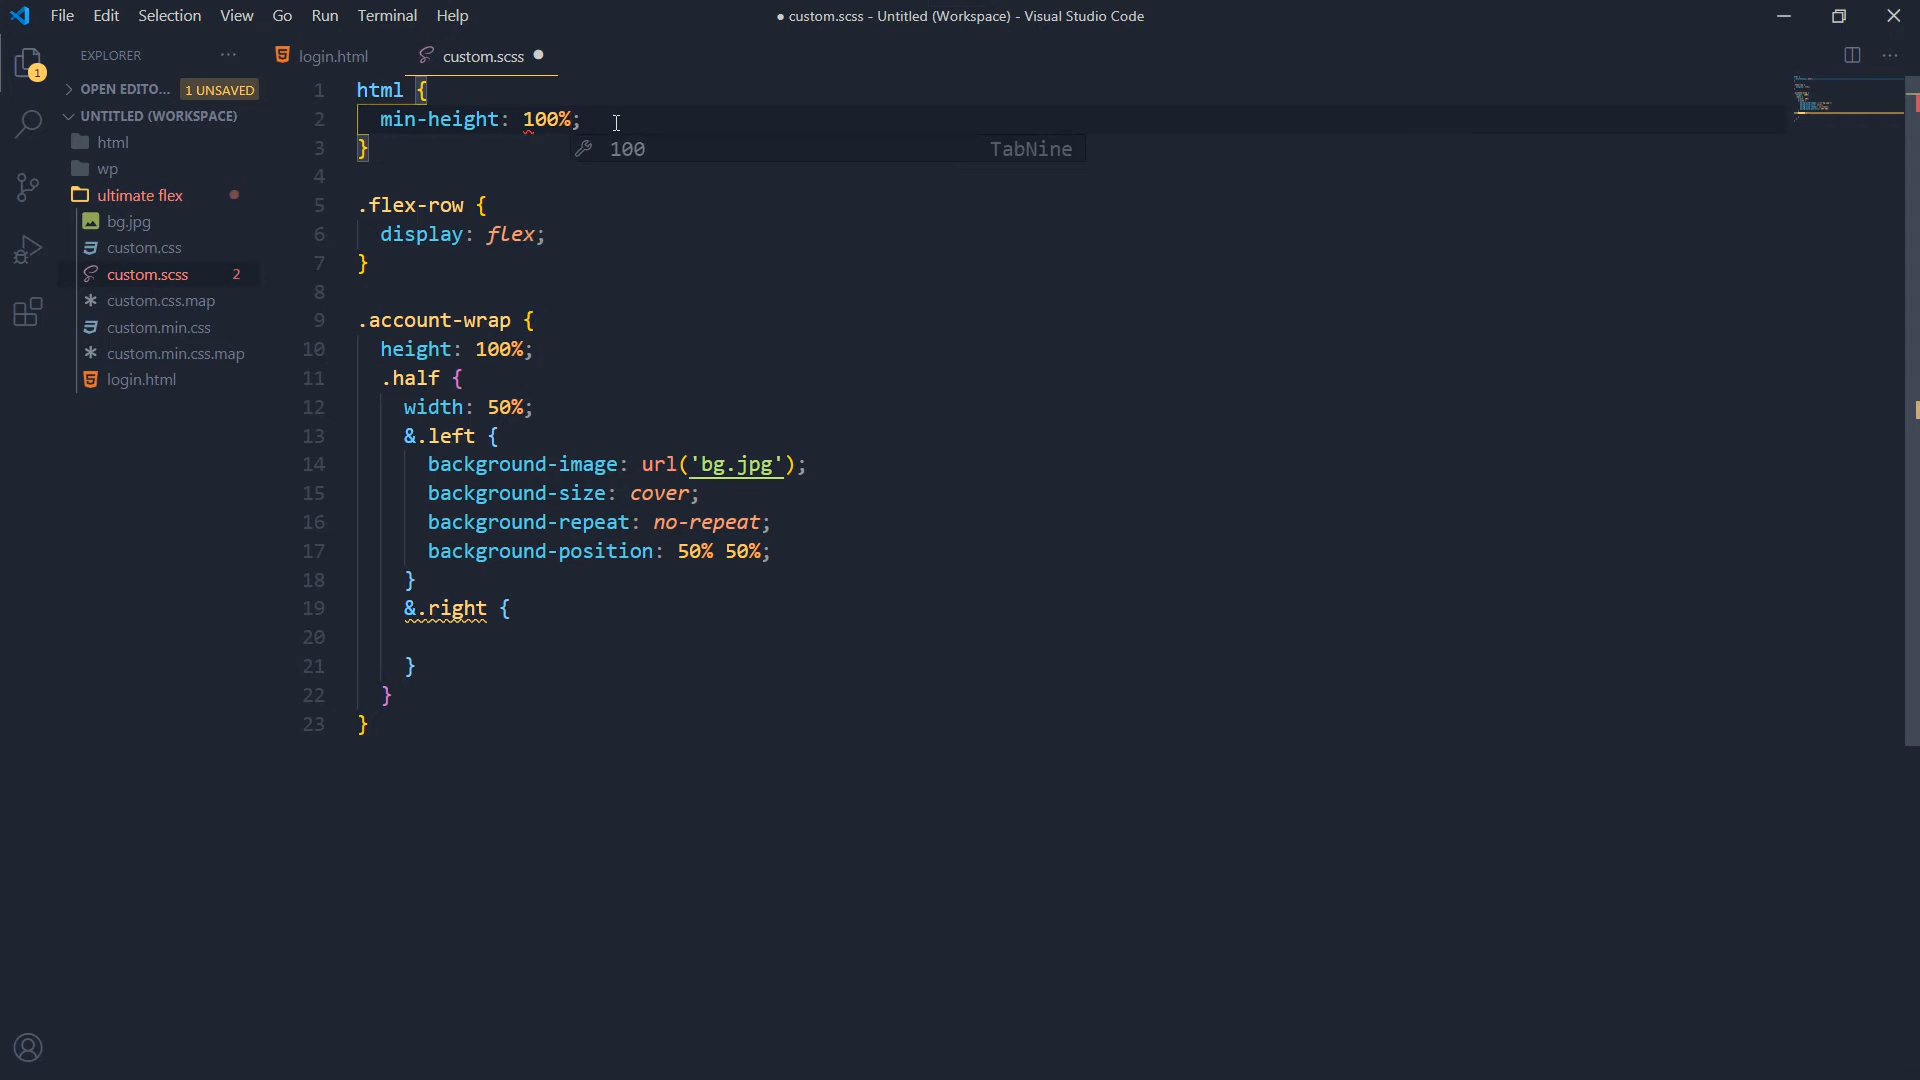 File Edit Selection View Go Run Terminal Help
● custom.scss - Untitled (Workspace) - Visual Studio Code
1
EXPLORER ···
OPEN EDITO... 1 UNSAVED
UNTITLED (WORKSPACE)
html
wp
ultimate flex
bg.jpg
custom.css
custom.scss 2
custom.css.map
custom.min.css
custom.min.css.map
login.html
login.html custom.scss
1 html {
2 min-height: 100%;
3 }
100 TabNine
4
5 .flex-row {
6 display: flex;
7 }
8
9 .account-wrap {
10 height: 100%;
11 .half {
12 width: 50%;
13 &.left {
14 background-image: url('bg.jpg');
15 background-size: cover;
16 background-repeat: no-repeat;
17 background-position: 50% 50%;
18 }
19 &.right {
20
21 }
22 }
23 }